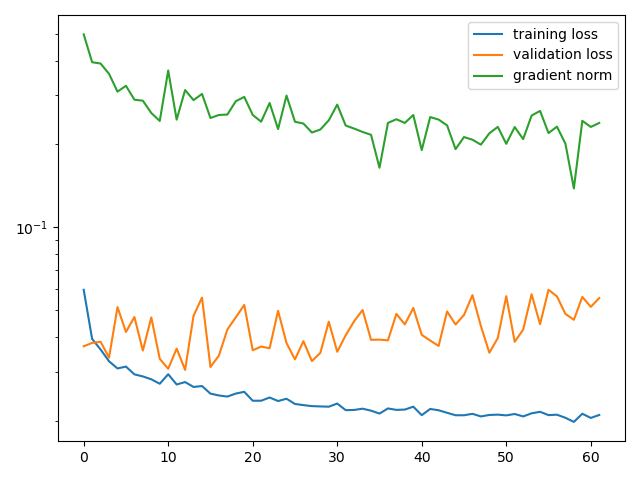 training loss
validation loss
gradient norm
10⁻¹
0 10 20 30 40 50 60